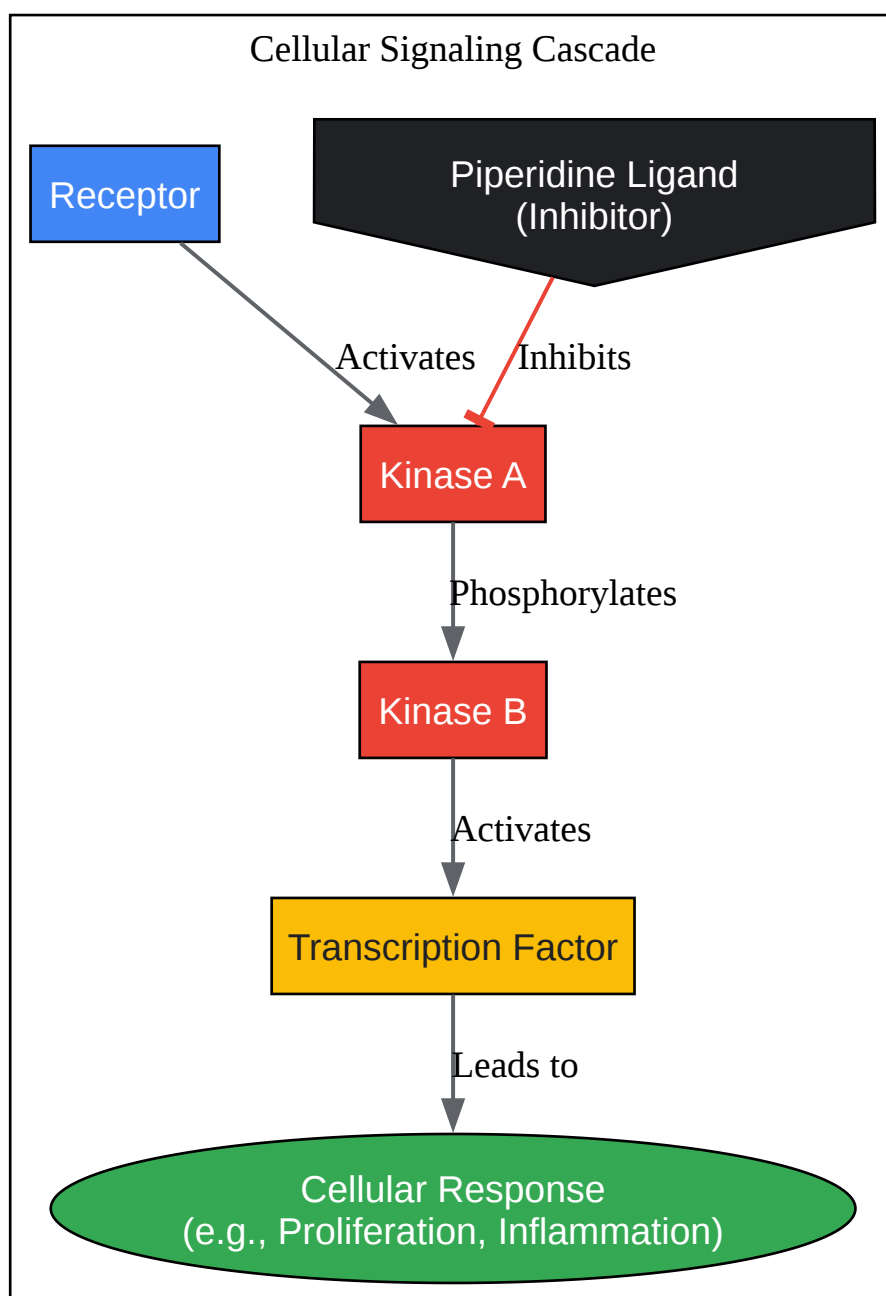 Cellular Signaling Cascade
Receptor
Piperidine Ligand
(Inhibitor)
Activates
Inhibits
Kinase A
Phosphorylates
Kinase B
Activates
Transcription Factor
Leads to
Cellular Response
(e.g., Proliferation, Inflammation)